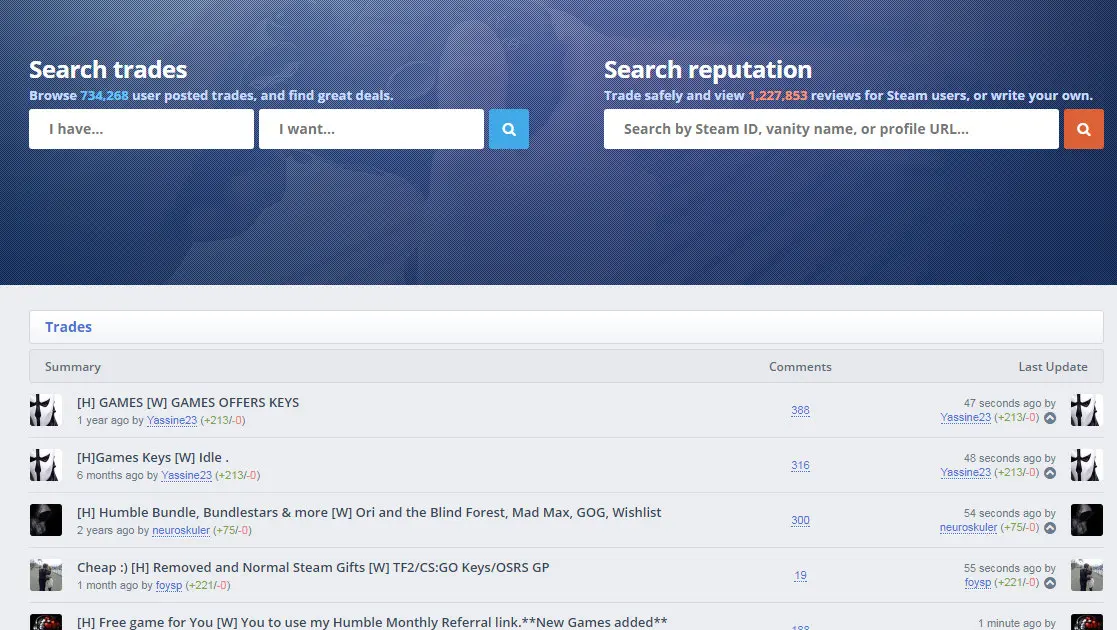 Search trades
Browse 734,268 user posted trades, and find great deals.
I have...
I want...
Search reputation
Trade safely and view 1,227,853 reviews for Steam users, or write your own.
Search by Steam ID, vanity name, or profile URL...
Trades
Summary
Comments
Last Update
[H] GAMES [W] GAMES OFFERS KEYS
1 year ago by Yassine23 (+213/-0)
388
47 seconds ago by
Yassine23 (+213/-0)
[H]Games Keys [W] Idle .
6 months ago by Yassine23 (+213/-0)
316
48 seconds ago by
Yassine23 (+213/-0)
[H] Humble Bundle, Bundlestars & more [W] Ori and the Blind Forest, Mad Max, GOG, Wishlist
2 years ago by neuroskuler (+75/-0)
300
54 seconds ago by
neuroskuler (+75/-0)
Cheap :) [H] Removed and Normal Steam Gifts [W] TF2/CS:GO Keys/OSRS GP
1 month ago by foysp (+221/-0)
19
55 seconds ago by
foysp (+221/-0)
[H] Free game for You [W] You to use my Humble Monthly Referral link.**New Games added**
1 minute ago by